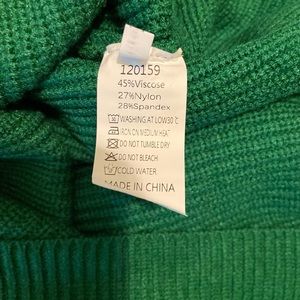 120159
45%Viscose
27%Nylon
28%Spandex
WASHING AT LOW30℃
IRON ON MEDIUM HEAT
DO NOT TUMBLE DRY
DO NOT BLEACH
COLD WATER
MADE IN CHINA